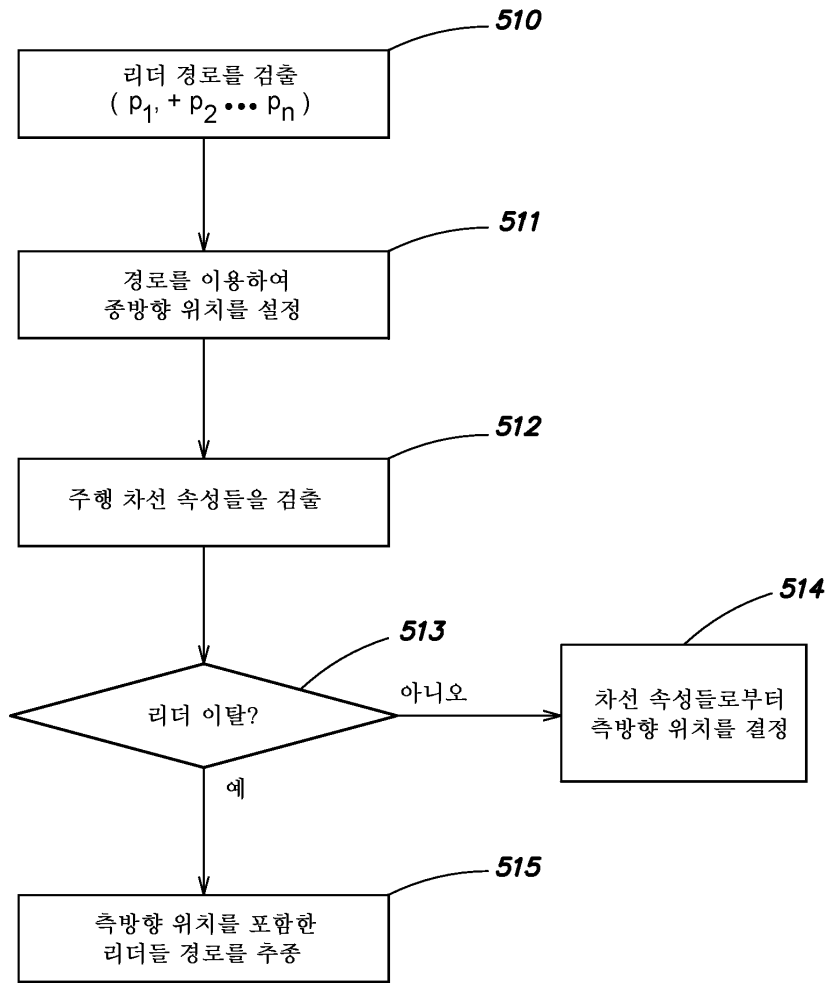 510
리더 경로를 검출
( p1, + p2 ••• pn )
511
경로를 이용하여
종방향 위치를 설정
512
주행 차선 속성들을 검출
513
리더 이탈?
아니오
514
차선 속성들로부터
측방향 위치를 결정
예
515
측방향 위치를 포함한
리더들 경로를 추종